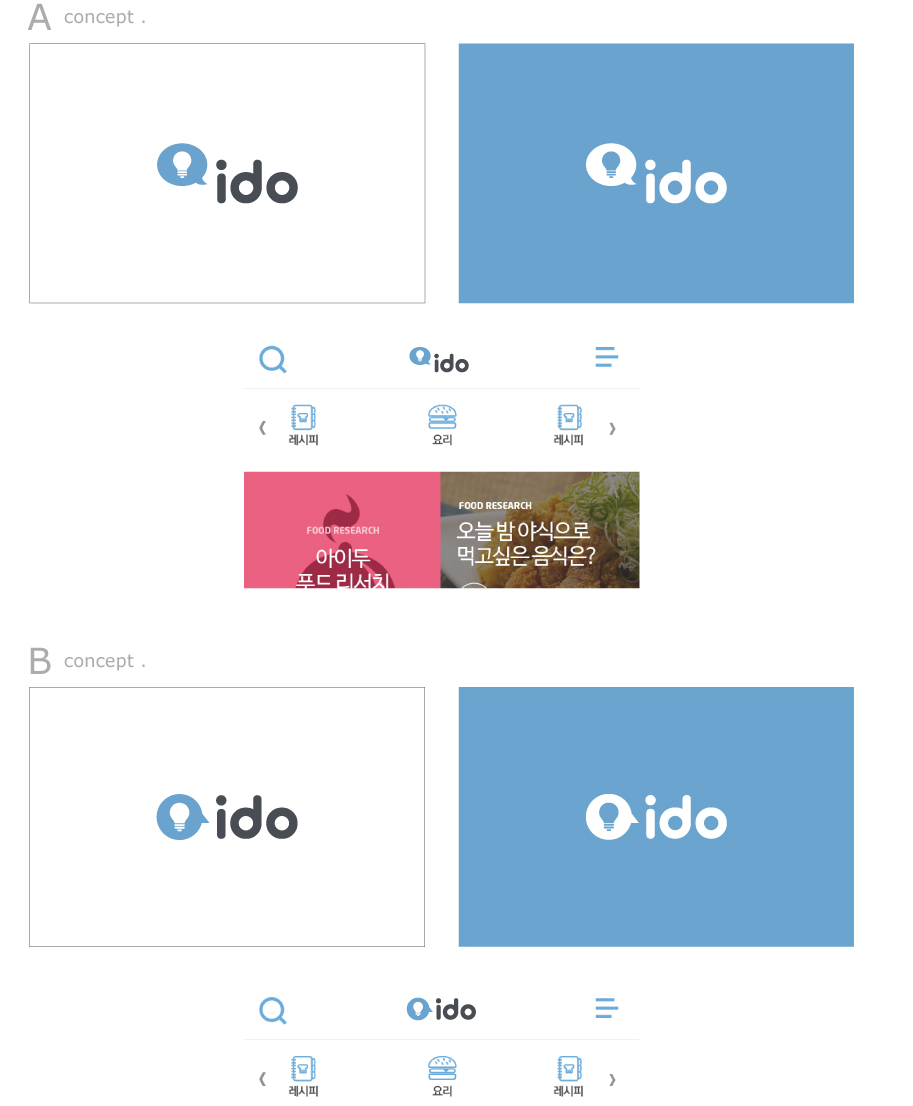 A concept .
ido
ido
ido
레시피
요리
레시피
FOOD RESEARCH
아이두
푸드 리서치
FOOD RESEARCH
오늘 밤 야식으로
먹고싶은 음식은?
B concept .
ido
ido
ido
레시피
요리
레시피